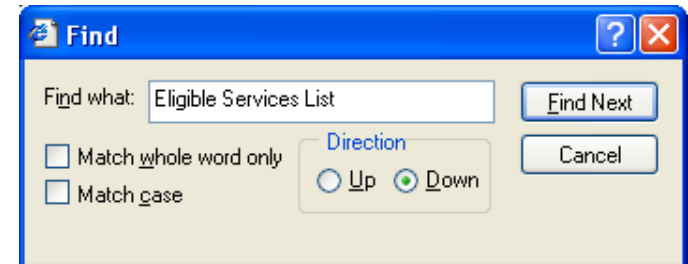 Find
Find what: Eligible Services List
Find Next
Match whole word only
Direction
Cancel
Up Down
Match case